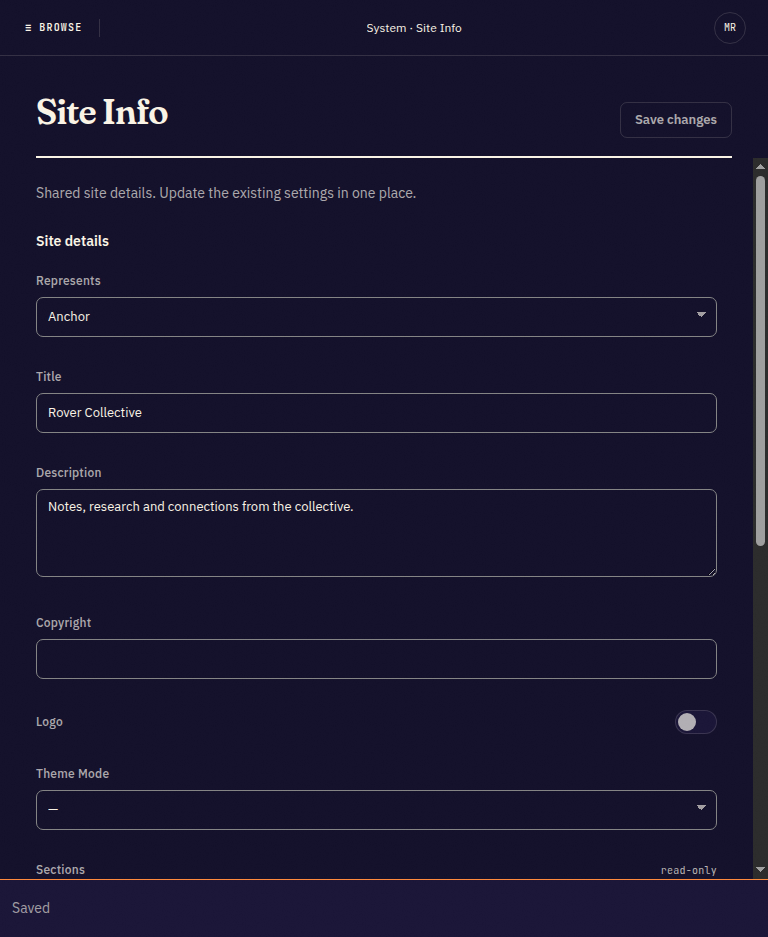 ≡ BROWSE
System · Site Info
MR
Site Info
Save changes
Shared site details. Update the existing settings in one place.
Site details
Represents
Anchor
Title
Rover Collective
Description
Notes, research and connections from the collective.
Copyright
Logo
Theme Mode
—
Sections
read-only
Saved